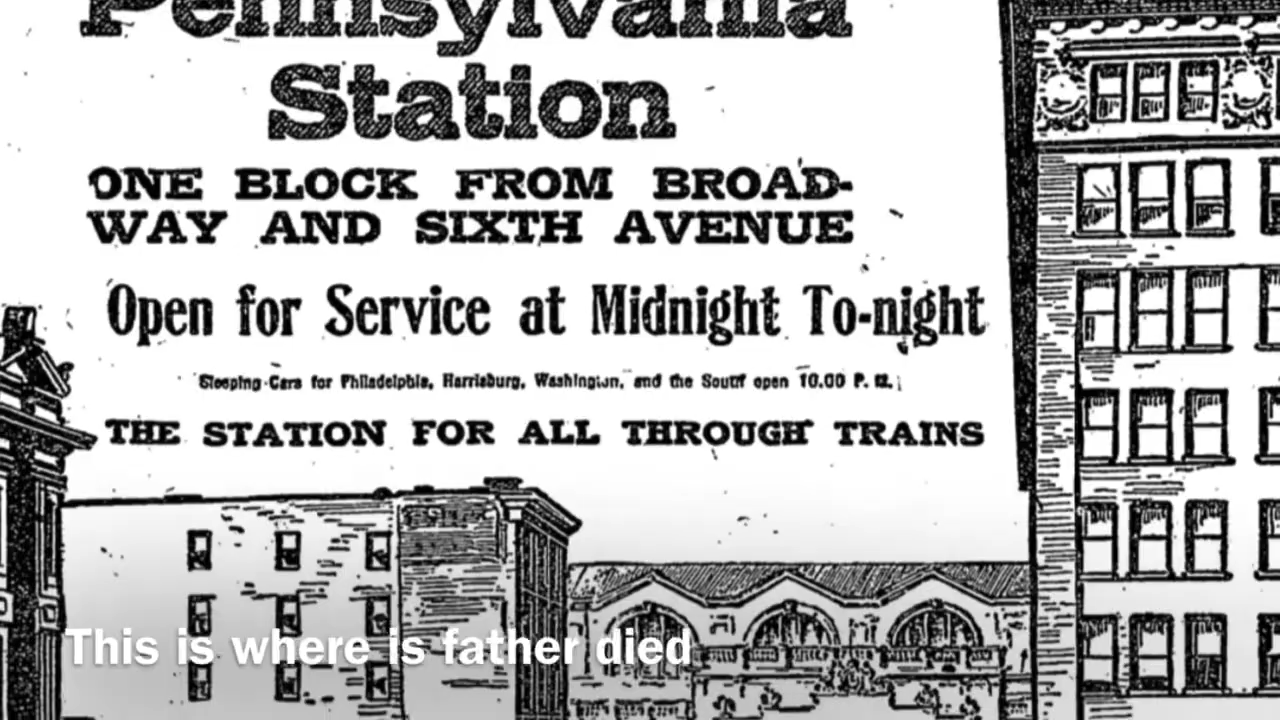 Pennsylvania
Station
ONE BLOCK FROM BROAD-
WAY AND SIXTH AVENUE
Open for Service at Midnight To-night
Sleeping-Cars for Philadelphia, Harrisburg, Washington, and the South open 10.00 P. M.
THE STATION FOR ALL THROUGH TRAINS
This is where is father died